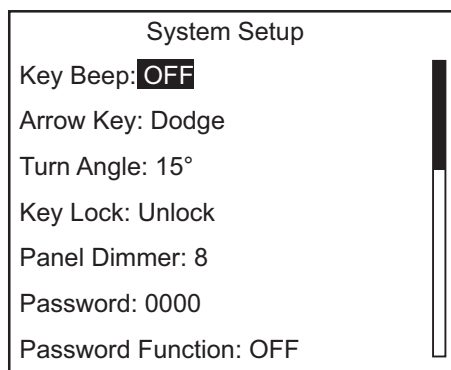 System Setup
Key Beep: OFF
Arrow Key: Dodge
Turn Angle: 15°
Key Lock: Unlock
Panel Dimmer: 8
Password: 0000
Password Function: OFF